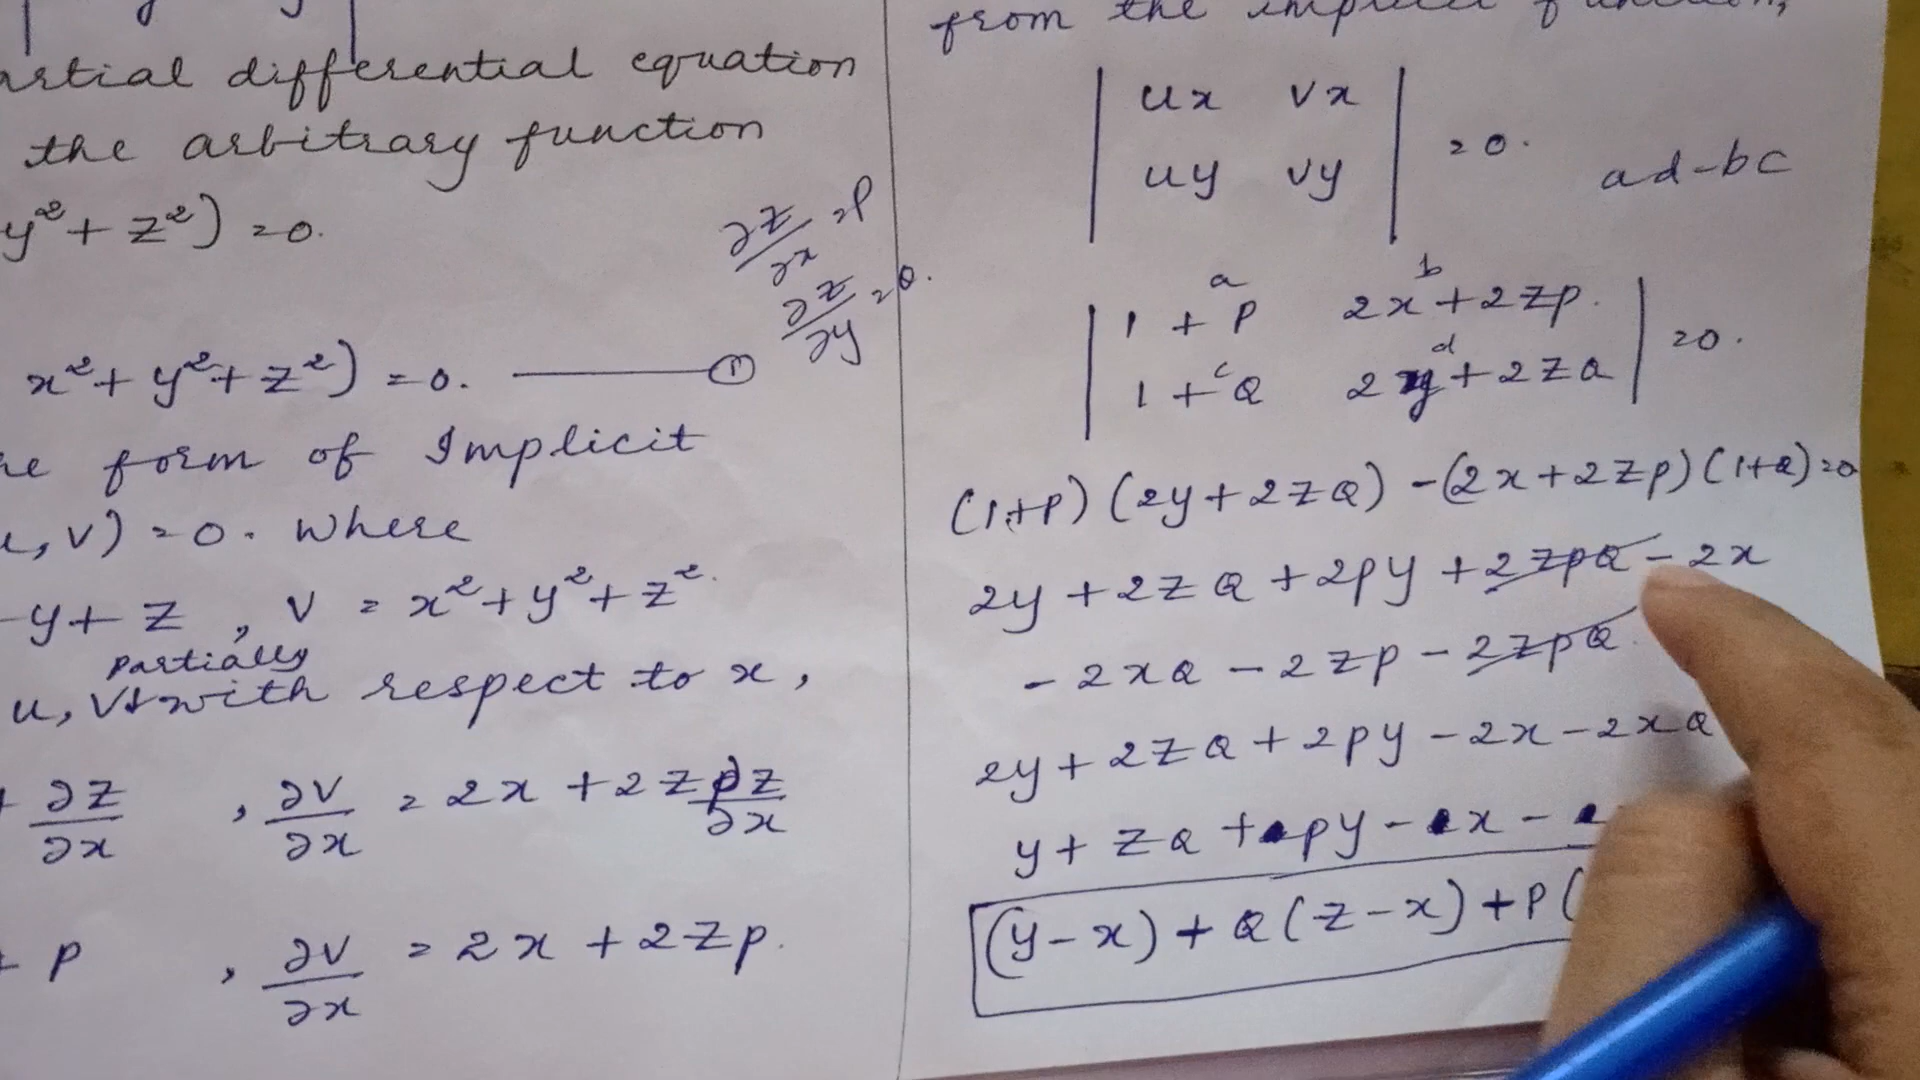 partial differential equation
the arbitrary function
y² + z²) = 0.
∂z/∂x = P
∂z/∂y = Q.
x² + y² + z²) = 0. ——— ①
form of Implicit
, V) = 0. Where
y + z , V = x² + y² + z².
partially
u, V with respect to x,
∂z/∂x , ∂V/∂x = 2x + 2z ∂z/∂x
+ P , ∂V/∂x = 2x + 2zp.
from the implicit function,
| ux vx |
| uy vy | = 0. ad-bc
a b
| 1 + P 2x + 2zp. |
c d
| 1 + Q 2y + 2zQ | = 0.
(1+P) (2y + 2zQ) - (2x + 2zp) (1+Q) = 0
2y + 2zQ + 2py + 2zpQ - 2x
- 2xQ - 2zp - 2zpQ.
2y + 2zQ + 2py - 2x - 2xQ
y + zQ + py - x -
(y - x) + Q (z - x) + P (